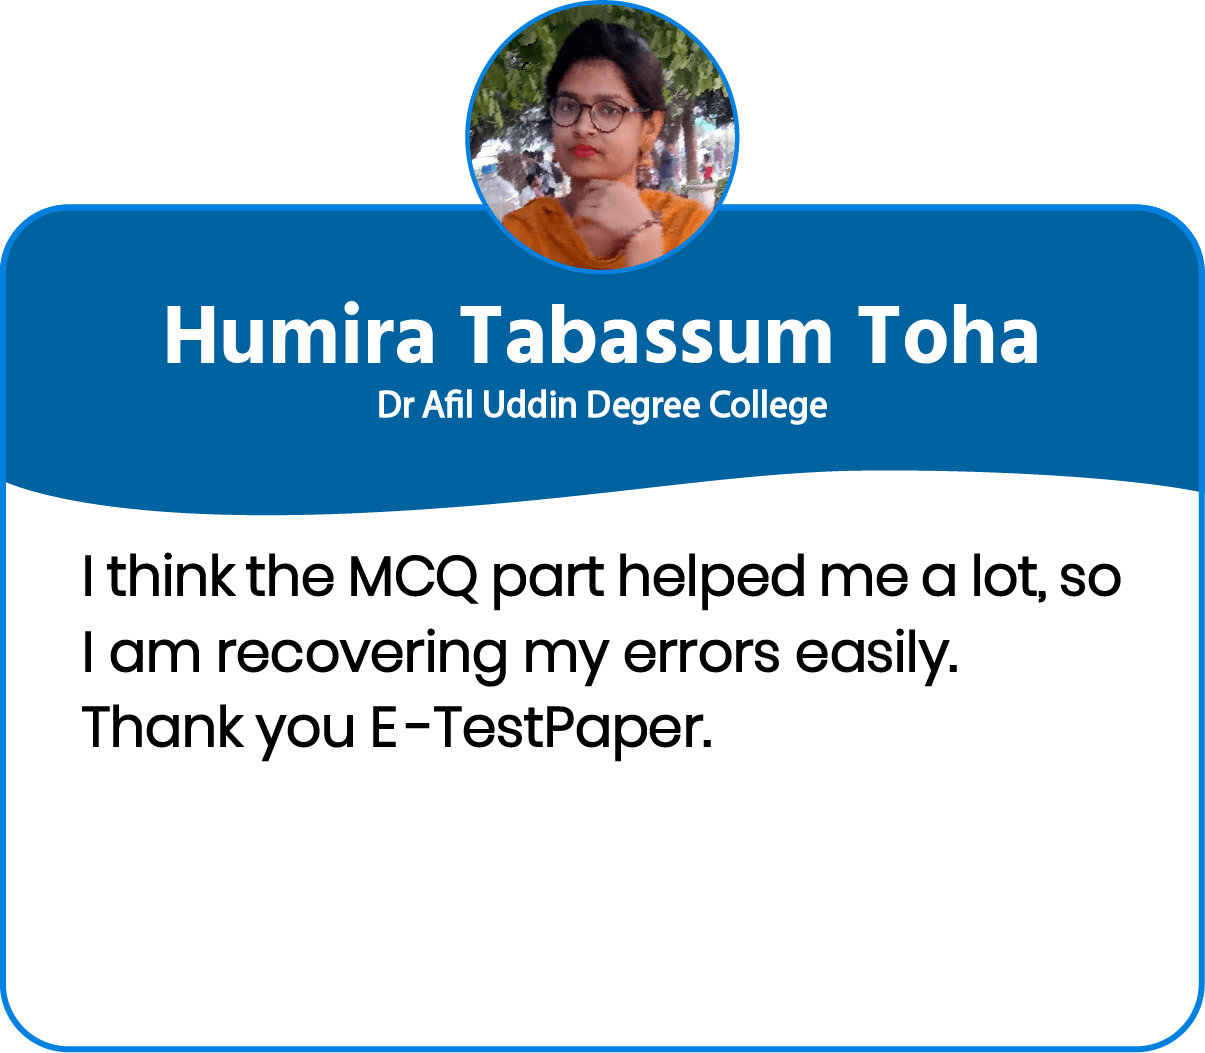 Humira Tabassum Toha
Dr Afil Uddin Degree College
I think the MCQ part helped me a lot, so
I am recovering my errors easily.
Thank you E-TestPaper.